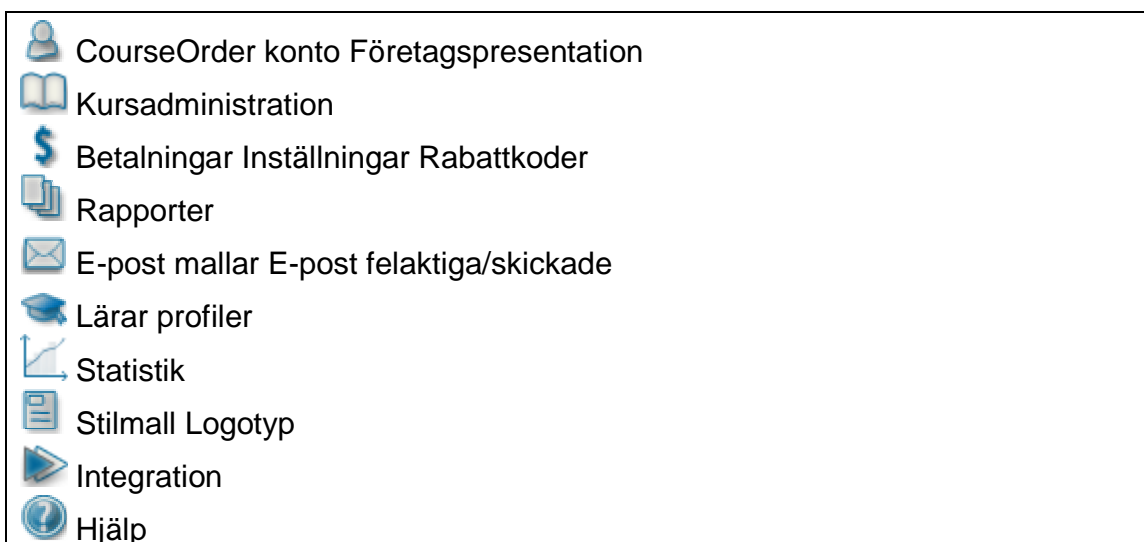 CourseOrder konto Företagspresentation
Kursadministration
Betalningar Inställningar Rabattkoder
Rapporter
E-post mallar E-post felaktiga/skickade
Lärar profiler
Statistik
Stilmall Logotyp
Integration
Hjälp